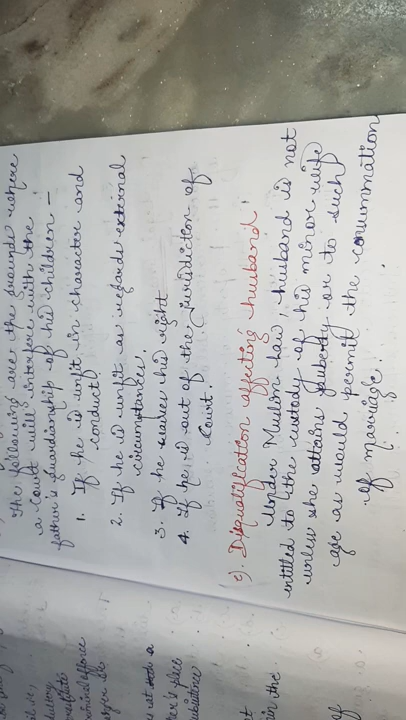 The following are the grounds where
a Court will interfere with the
father's guardianship of his children -
1. If he is unfit in character and
conduct.
2. If he is unfit as regards external
circumstances.
3. If he waives his right
4. If he is out of the jurisdiction of
Court.
c). Disqualification affecting husband
Under Muslim Law, husband is not
entitled to the custody of his minor wife
unless she attains puberty or to such
age as would permit the consummation
of marriage.
in the